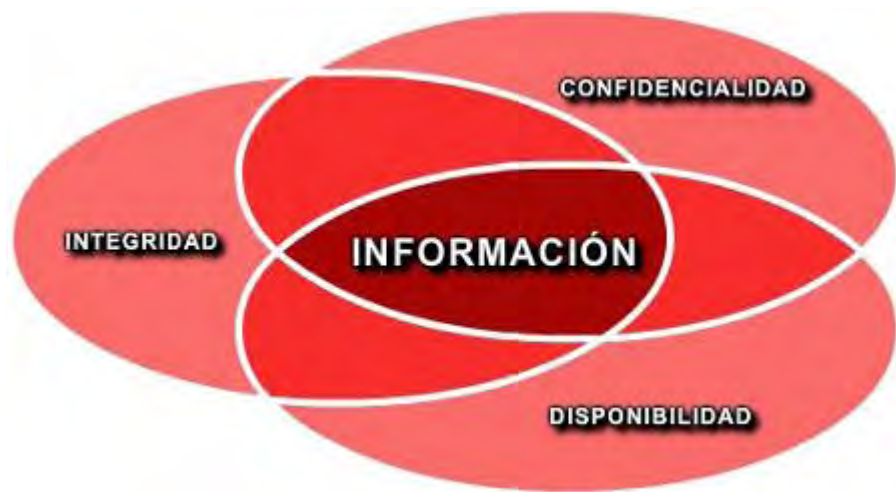 CONFIDENCIALIDAD
INTEGRIDAD
INFORMACIÓN
DISPONIBILIDAD